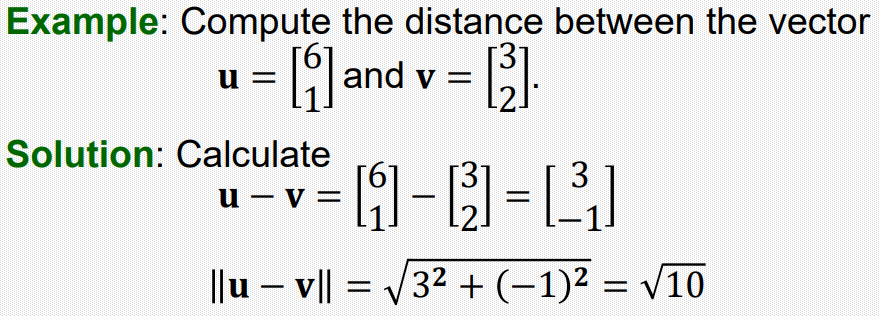 Example: Compute the distance between the vector
u = [6 1] and v = [3 2].
Solution: Calculate
u − v = [6 1] − [3 2] = [3 −1]
‖u − v‖ = √(3² + (−1)²) = √10